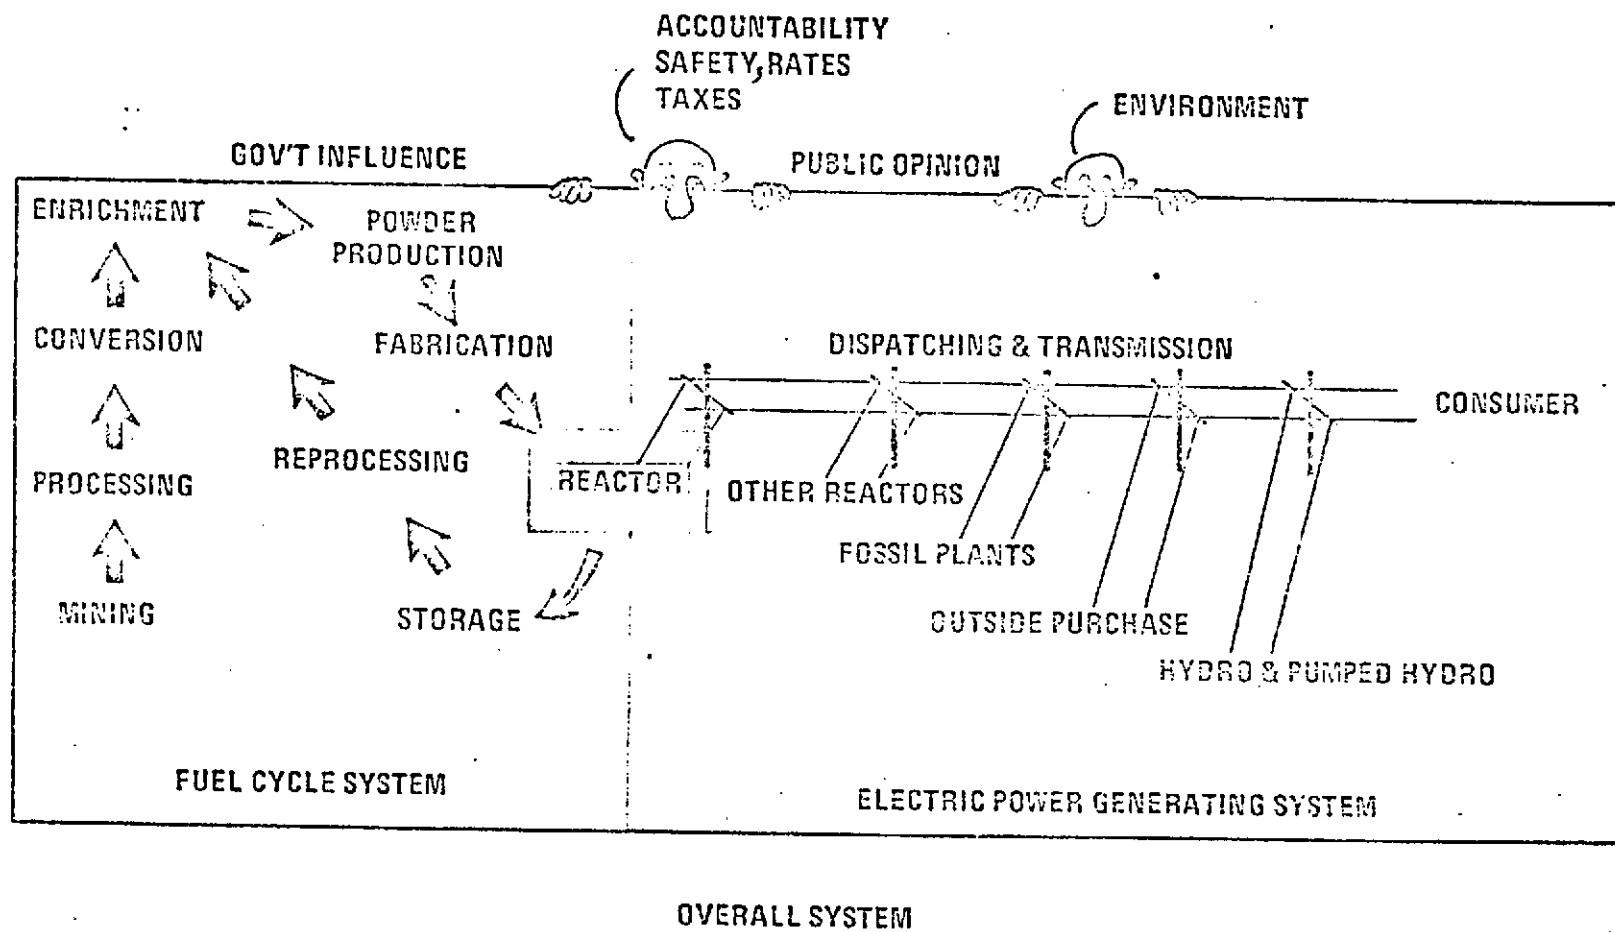 ACCOUNTABILITY
SAFETY, RATES
TAXES
ENVIRONMENT
GOV'T INFLUENCE
PUBLIC OPINION
ENRICHMENT
POWDER
PRODUCTION
CONVERSION
FABRICATION
DISPATCHING & TRANSMISSION
CONSUMER
REPROCESSING
PROCESSING
REACTOR
OTHER REACTORS
FOSSIL PLANTS
MINING
STORAGE
OUTSIDE PURCHASE
HYDRO & PUMPED HYDRO
FUEL CYCLE SYSTEM
ELECTRIC POWER GENERATING SYSTEM
OVERALL SYSTEM